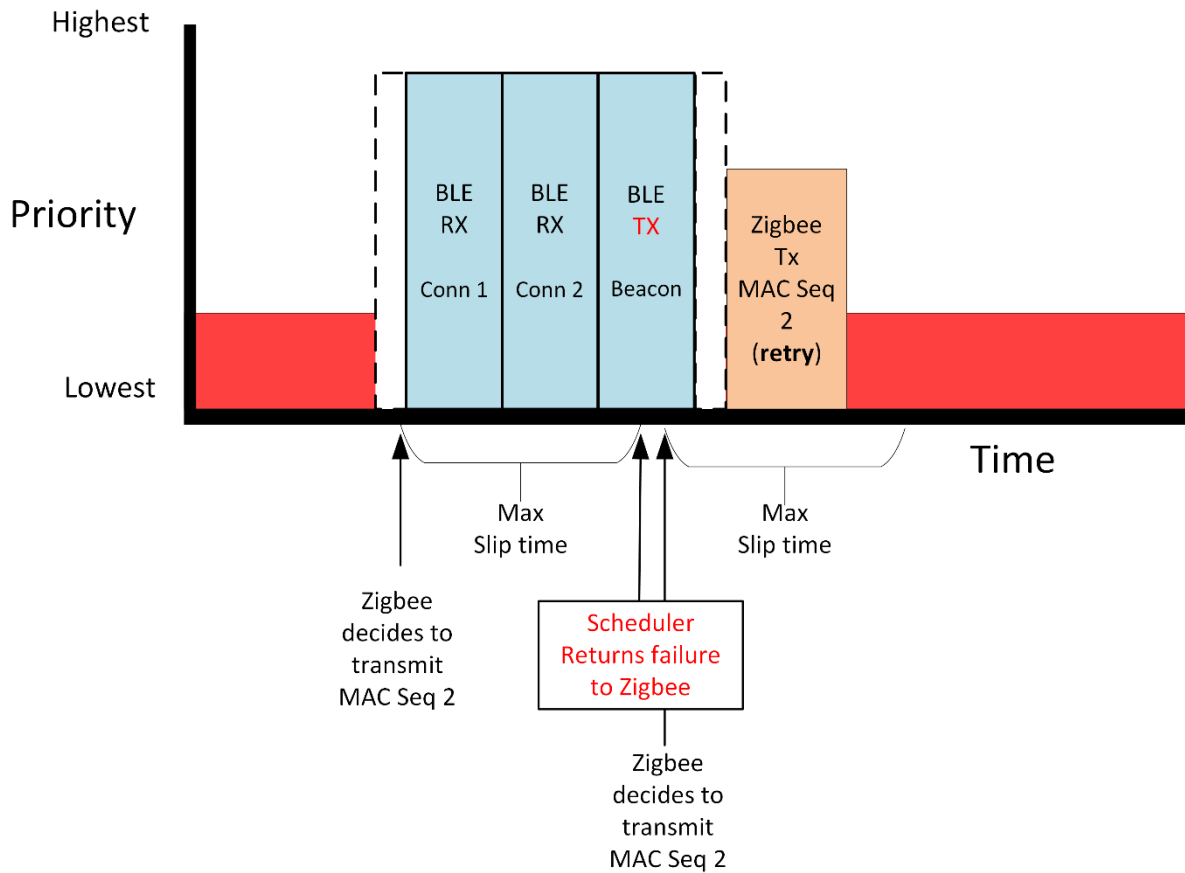 Highest
Priority
Lowest
BLE
RX
Conn 1
BLE
RX
Conn 2
BLE
TX
Beacon
Zigbee
Tx
MAC Seq
2
(retry)
Time
Max
Slip time
Max
Slip time
Zigbee
decides to
transmit
MAC Seq 2
Scheduler
Returns failure
to Zigbee
Zigbee
decides to
transmit
MAC Seq 2